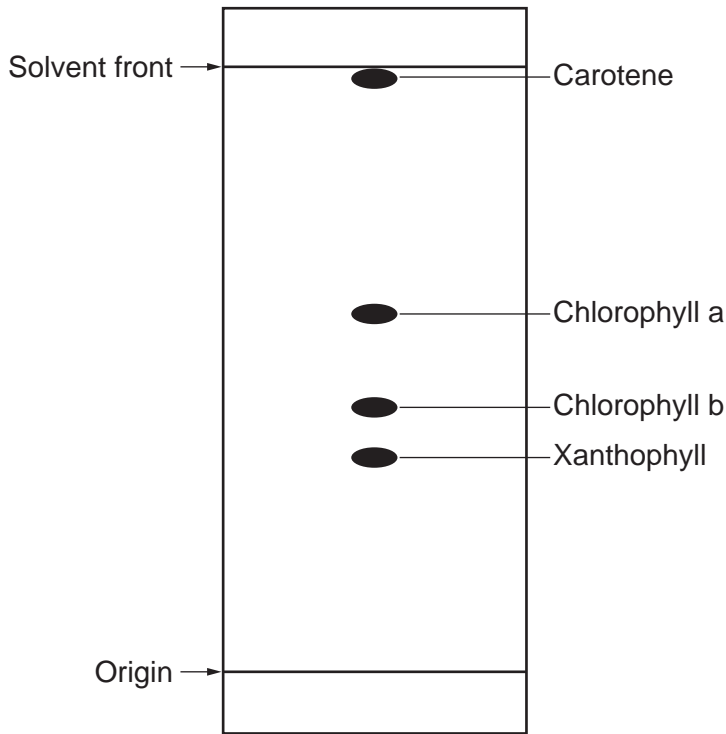 Solvent front
Carotene
Chlorophyll a
Chlorophyll b
Xanthophyll
Origin